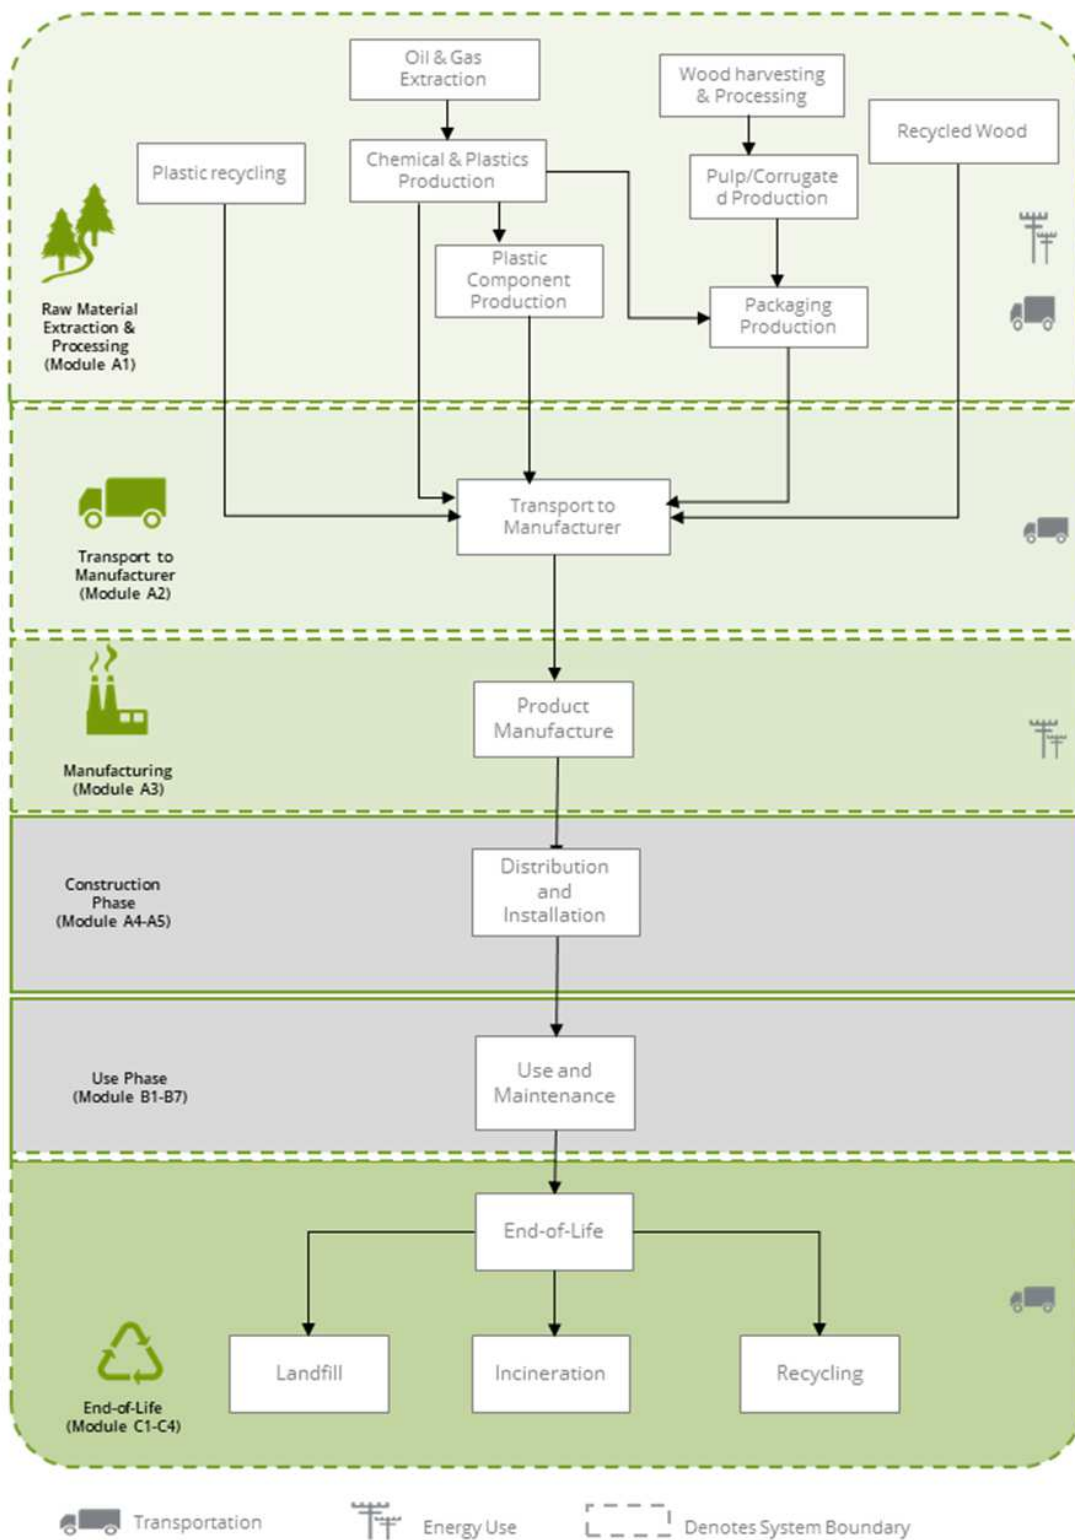 Oil & Gas
Extraction
Wood harvesting
& Processing
Recycled Wood
Plastic recycling
Chemical & Plastics
Production
Pulp/Corrugate
d Production
Plastic
Component
Production
Packaging
Production
Raw Material
Extraction &
Processing
(Module A1)
Transport to
Manufacturer
Transport to
Manufacturer
(Module A2)
Product
Manufacture
Manufacturing
(Module A3)
Distribution
and
Installation
Construction
Phase
(Module A4-A5)
Use and
Maintenance
Use Phase
(Module B1-B7)
End-of-Life
Landfill
Incineration
Recycling
End-of-Life
(Module C1-C4)
Transportation
Energy Use
Denotes System Boundary